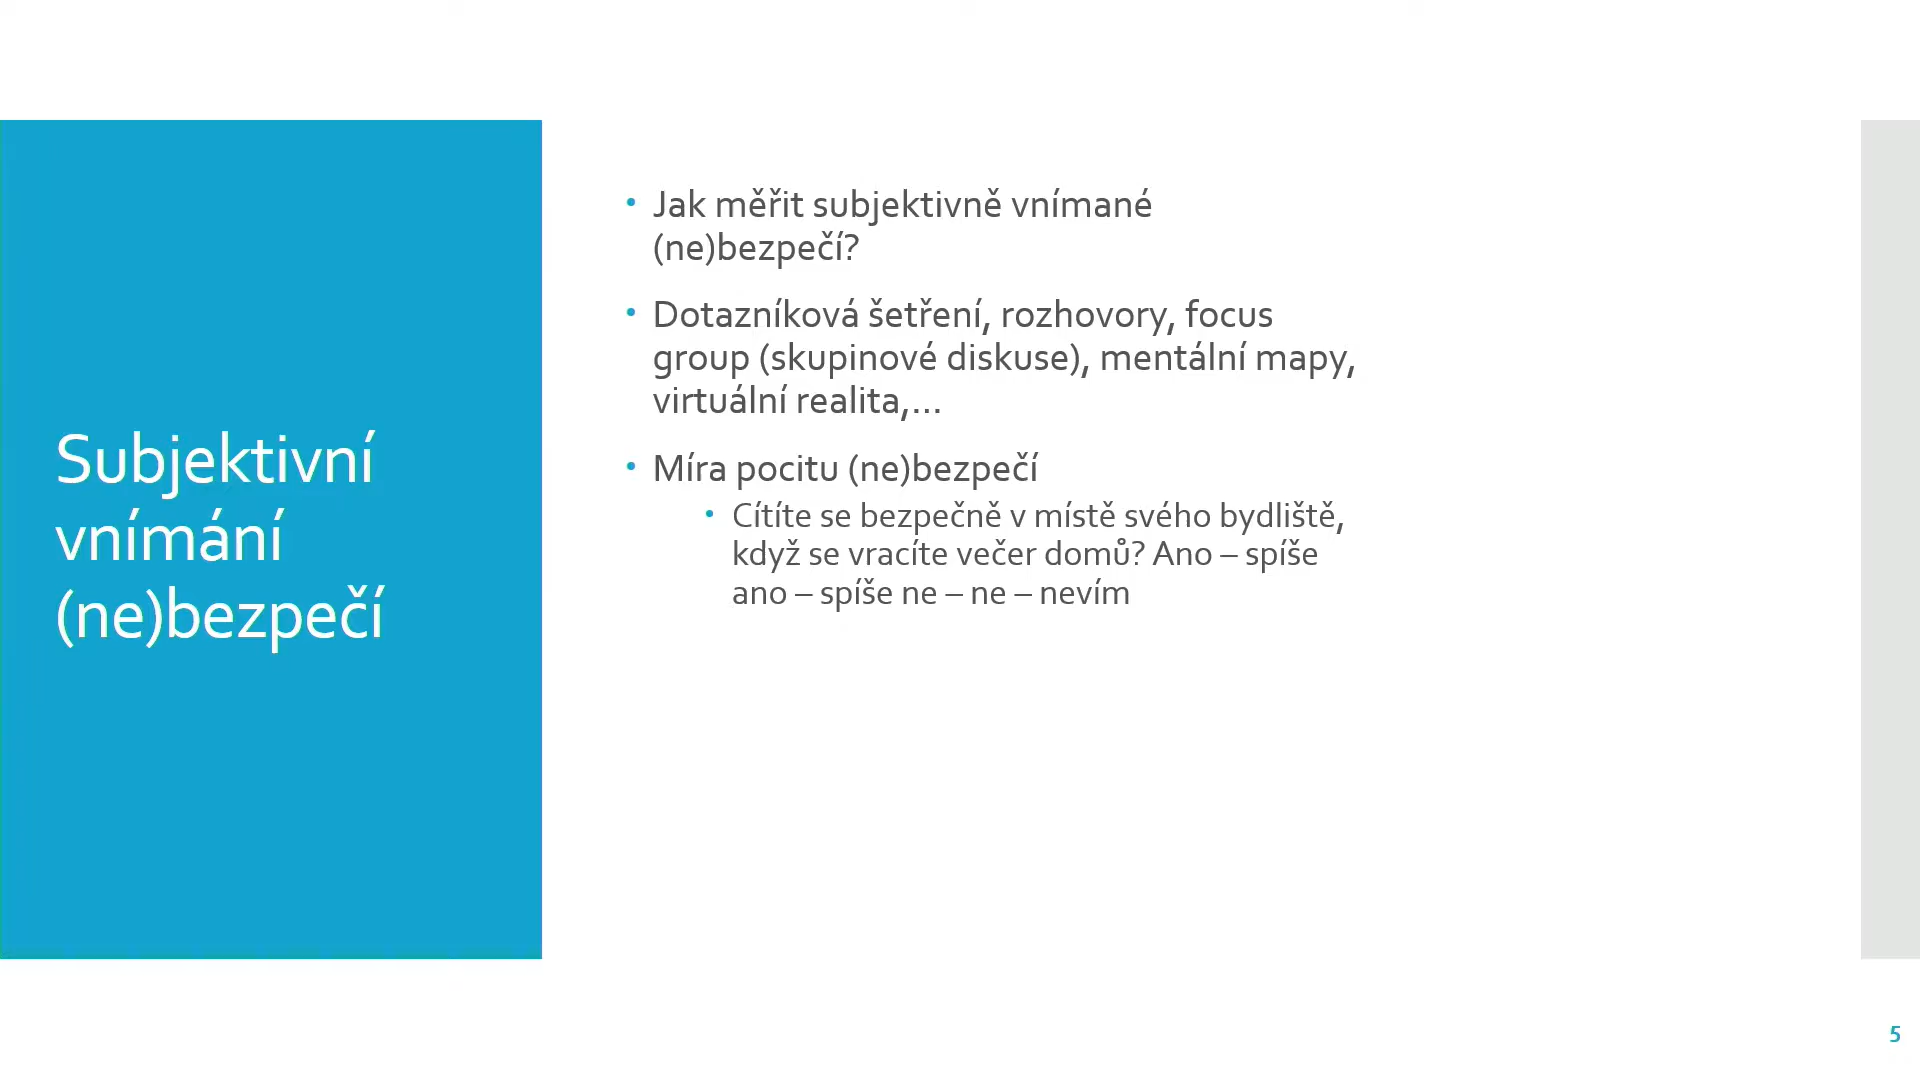 Subjektivní
vnímání
(ne)bezpečí
• Jak měřit subjektivně vnímané
(ne)bezpečí?
• Dotazníková šetření, rozhovory, focus
group (skupinové diskuse), mentální mapy,
virtuální realita,…
• Míra pocitu (ne)bezpečí
• Cítíte se bezpečně v místě svého bydliště,
když se vracíte večer domů? Ano – spíše
ano – spíše ne – ne – nevím
5